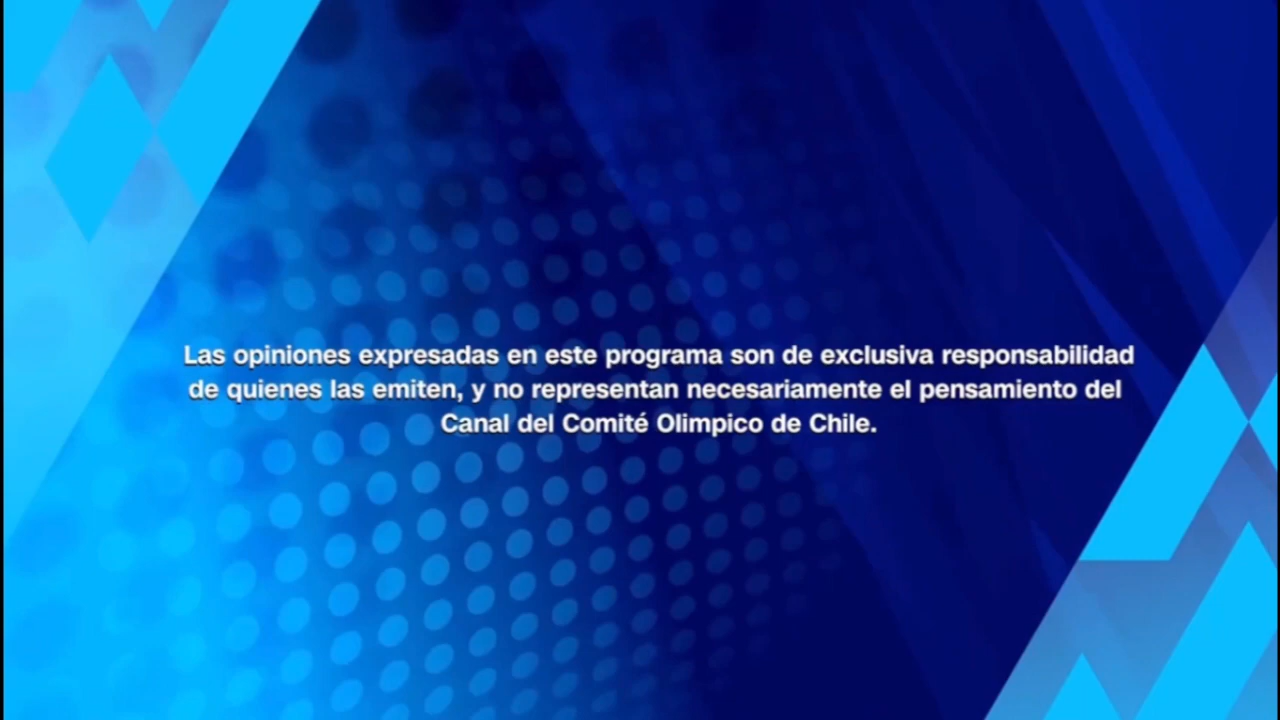 Las opiniones expresadas en este programa son de exclusiva responsabilidad
de quienes las emiten, y no representan necesariamente el pensamiento del
Canal del Comité Olimpico de Chile.